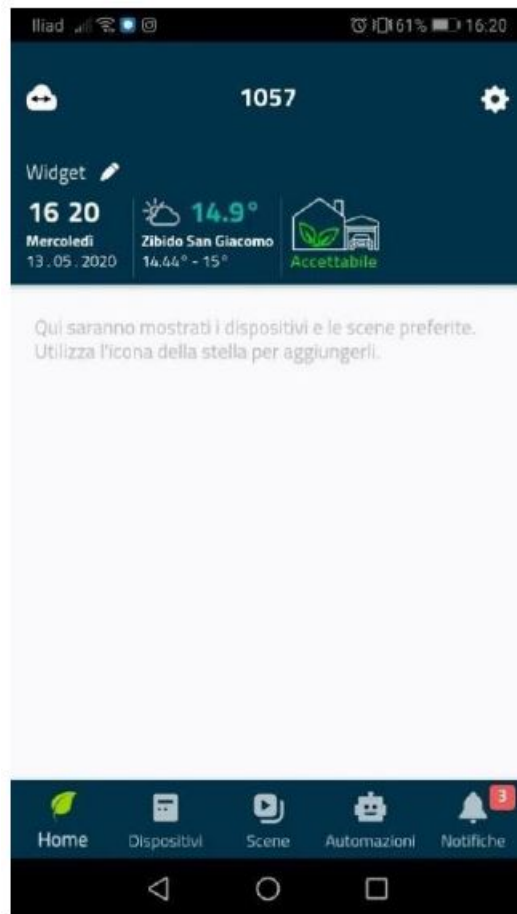 Iliad 61% 16:20
1057
Widget
16 20
Mercoledì
13.05.2020
14.9°
Zibido San Giacomo
14.44° - 15°
Accettabile
Qui saranno mostrati i dispositivi e le scene preferite.
Utilizza l'icona della stella per aggiungerli.
3
Home Dispositivi Scene Automazioni Notifiche